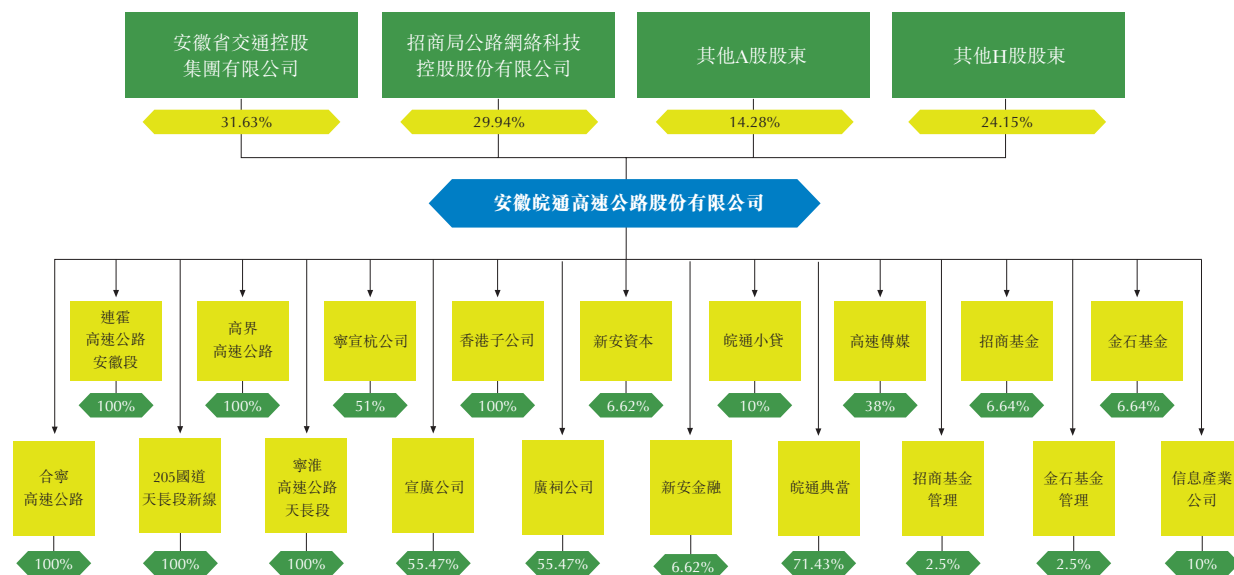 安徽省交通控股
集團有限公司
招商局公路網絡科技
控股股份有限公司
其他A股股東
其他H股股東
31.63%
29.94%
14.28%
24.15%
安徽皖通高速公路股份有限公司
連霍
高速公路
安徽段
高界
高速公路
寧宣杭公司
香港子公司
新安資本
皖通小貸
高速傳媒
招商基金
金石基金
100%
100%
51%
100%
6.62%
10%
38%
6.64%
6.64%
合寧
高速公路
205國道
天長段新線
寧淮
高速公路
天長段
宣廣公司
廣祠公司
新安金融
皖通典當
招商基金
管理
金石基金
管理
信息產業
公司
100%
100%
100%
55.47%
55.47%
6.62%
71.43%
2.5%
2.5%
10%